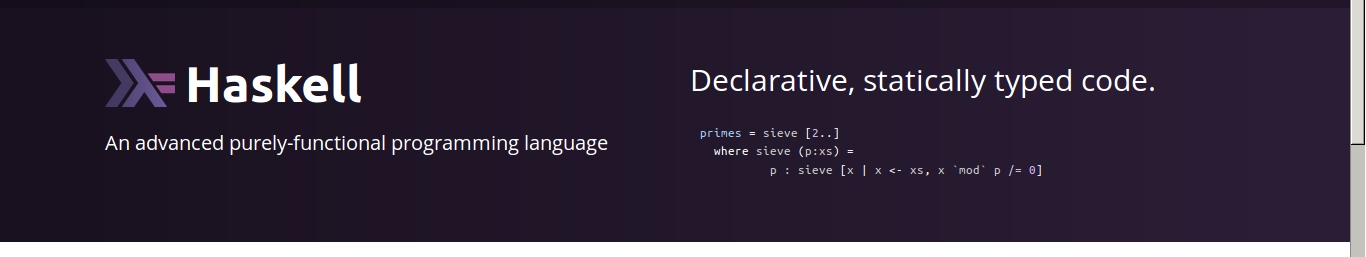 Haskell
An advanced purely-functional programming language
Declarative, statically typed code.
primes = sieve [2..]
  where sieve (p:xs) =
          p : sieve [x | x <- xs, x `mod` p /= 0]